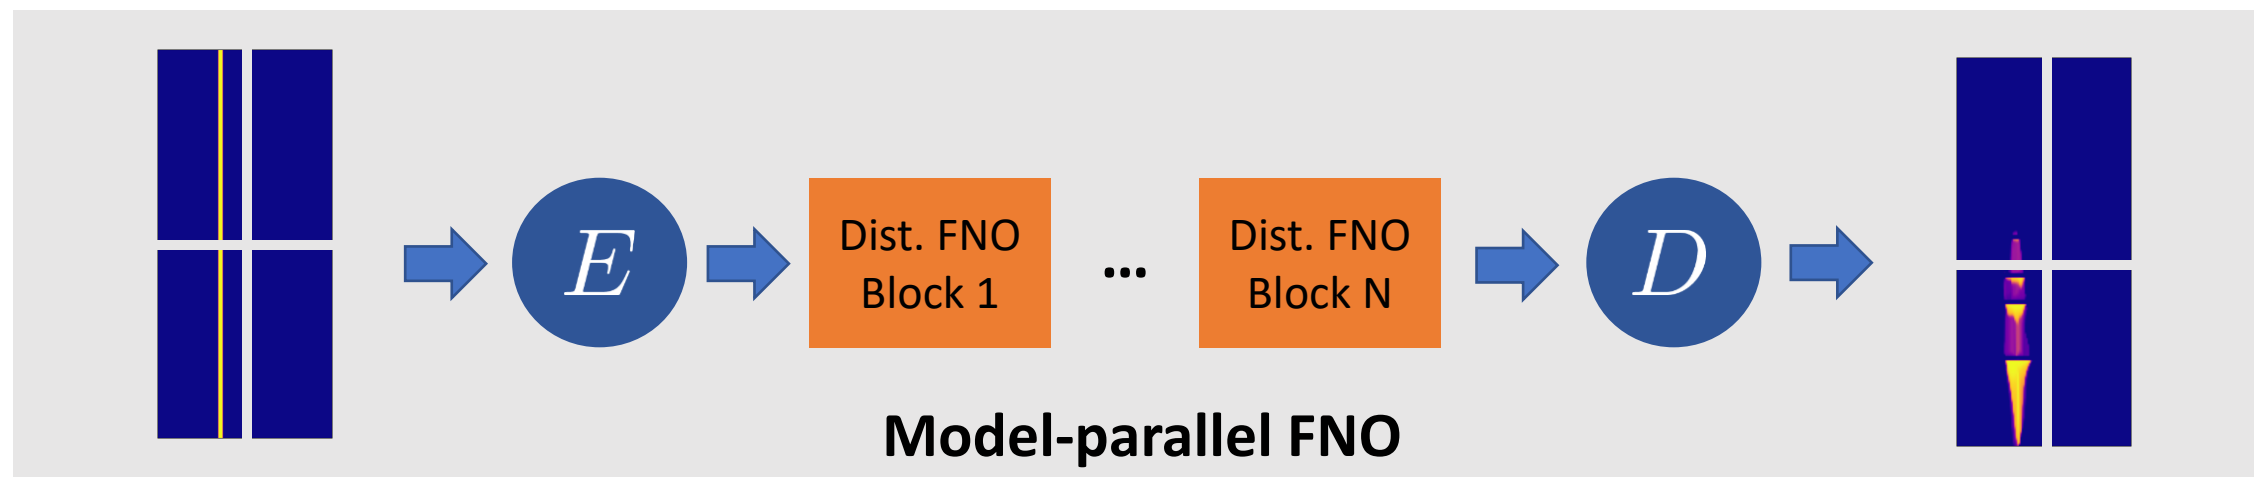 E
Dist. FNO
Block 1
...
Dist. FNO
Block N
D
Model-parallel FNO